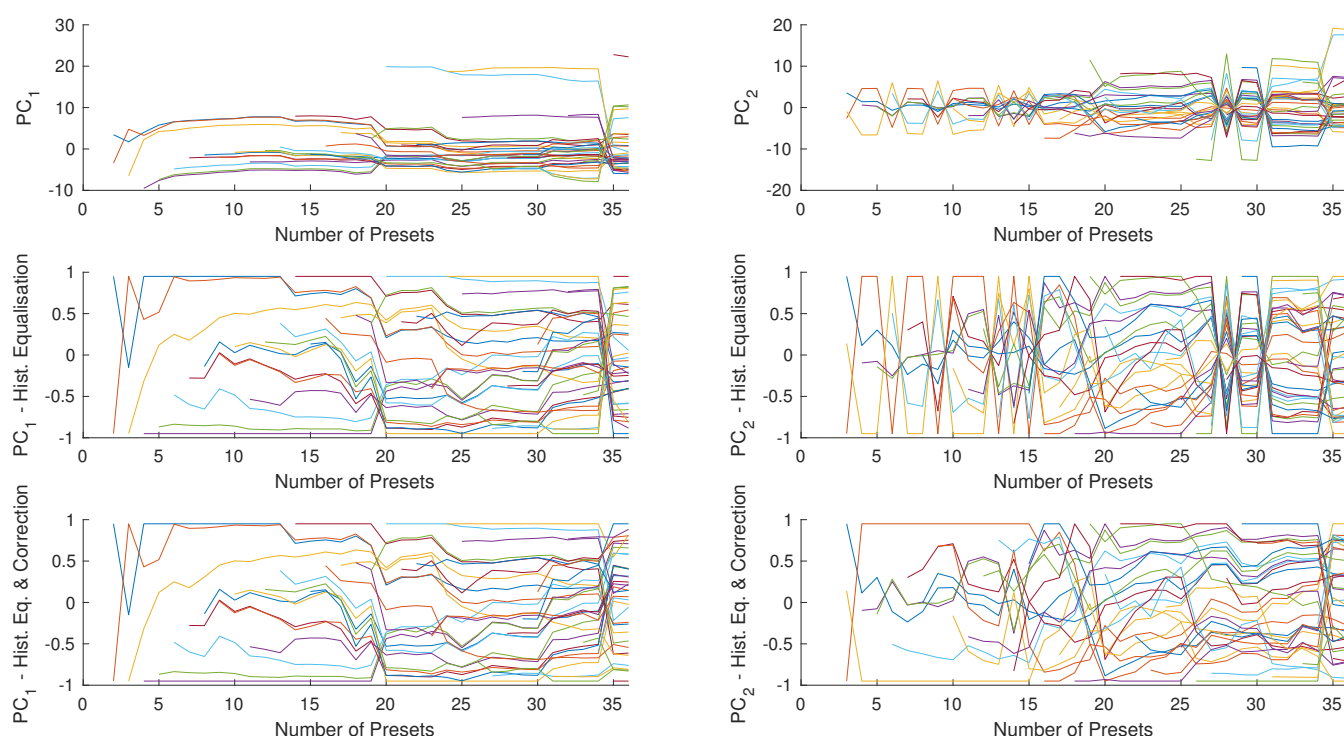 30
20
10
0
-10
0 5 10 15 20 25 30 35
PC1
Number of Presets
20
10
0
-10
-20
0 5 10 15 20 25 30 35
PC2
Number of Presets
1
0.5
0
-0.5
-1
0 5 10 15 20 25 30 35
PC1 - Hist. Equalisation
Number of Presets
1
0.5
0
-0.5
-1
0 5 10 15 20 25 30 35
PC2 - Hist. Equalisation
Number of Presets
1
0.5
0
-0.5
-1
0 5 10 15 20 25 30 35
PC1 - Hist. Eq. & Correction
Number of Presets
1
0.5
0
-0.5
-1
0 5 10 15 20 25 30 35
PC2 - Hist. Eq. & Correction
Number of Presets